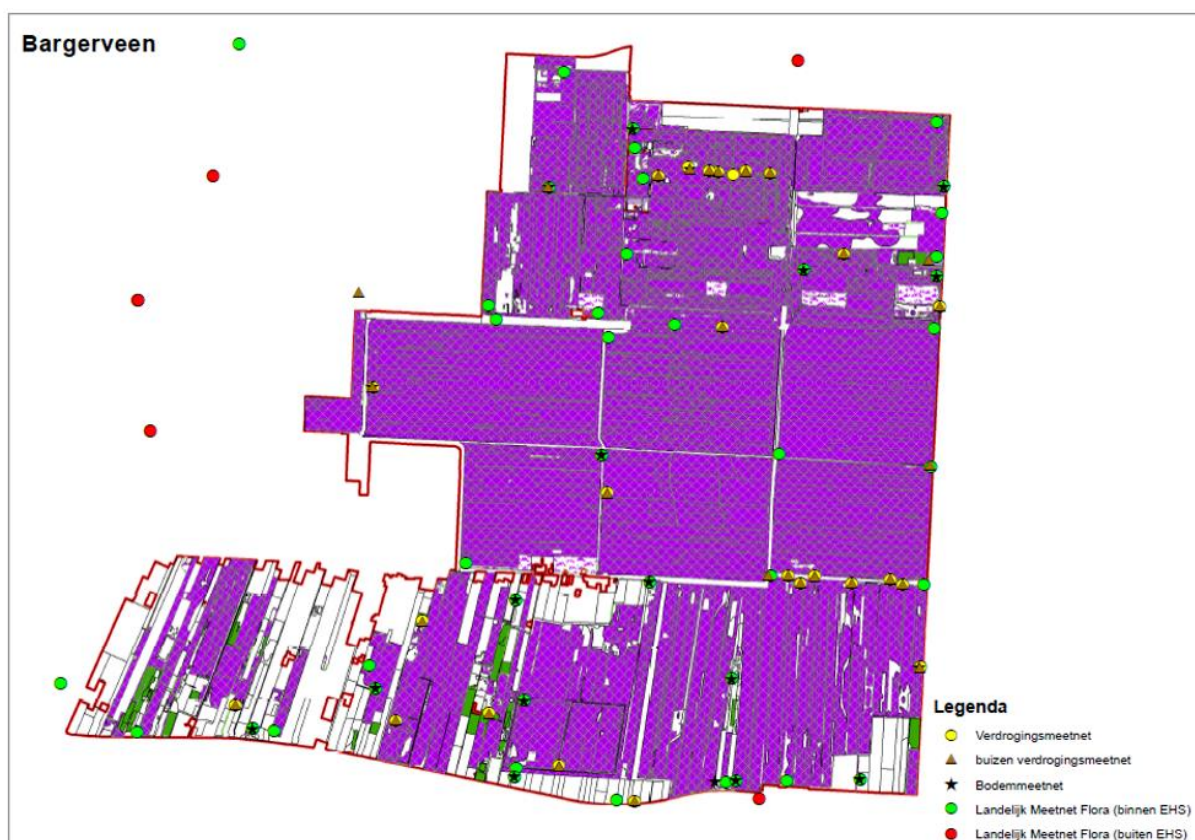 Bargerveen
Legenda
Verdrogingsmeetnet
buizen verdrogingsmeetnet
Bodemmeetnet
Landelijk Meetnet Flora (binnen EHS)
Landelijk Meetnet Flora (buiten EHS)